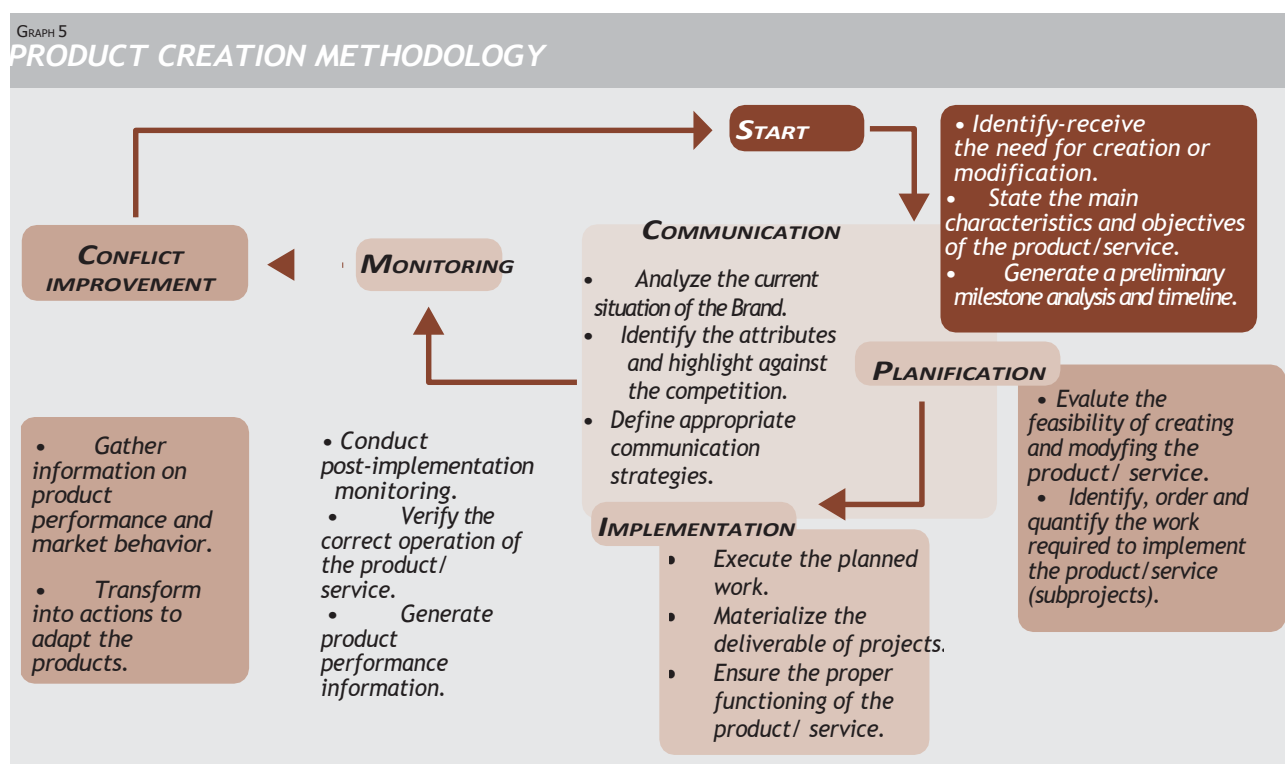 GRAPH 5
PRODUCT CREATION METHODOLOGY
START
• Identify-receive
the need for creation or
modification.
• State the main
characteristics and objectives
of the product/service.
• Generate a preliminary
milestone analysis and timeline.
PLANIFICATION
• Evalute the
feasibility of creating
and modyfing the
product/ service.
• Identify, order and
quantify the work
required to implement
the product/service
(subprojects).
IMPLEMENTATION
• Execute the planned
work.
• Materialize the
deliverable of projects.
• Ensure the proper
functioning of the
product/ service.
COMMUNICATION
• Analyze the current
situation of the Brand.
• Identify the attributes
and highlight against
the competition.
• Define appropriate
communication
strategies.
MONITORING
• Conduct
post-implementation
monitoring.
• Verify the
correct operation of
the product/
service.
• Generate
product
performance
information.
CONFLICT
IMPROVEMENT
• Gather
information on
product
performance and
market behavior.
• Transform
into actions to
adapt the
products.